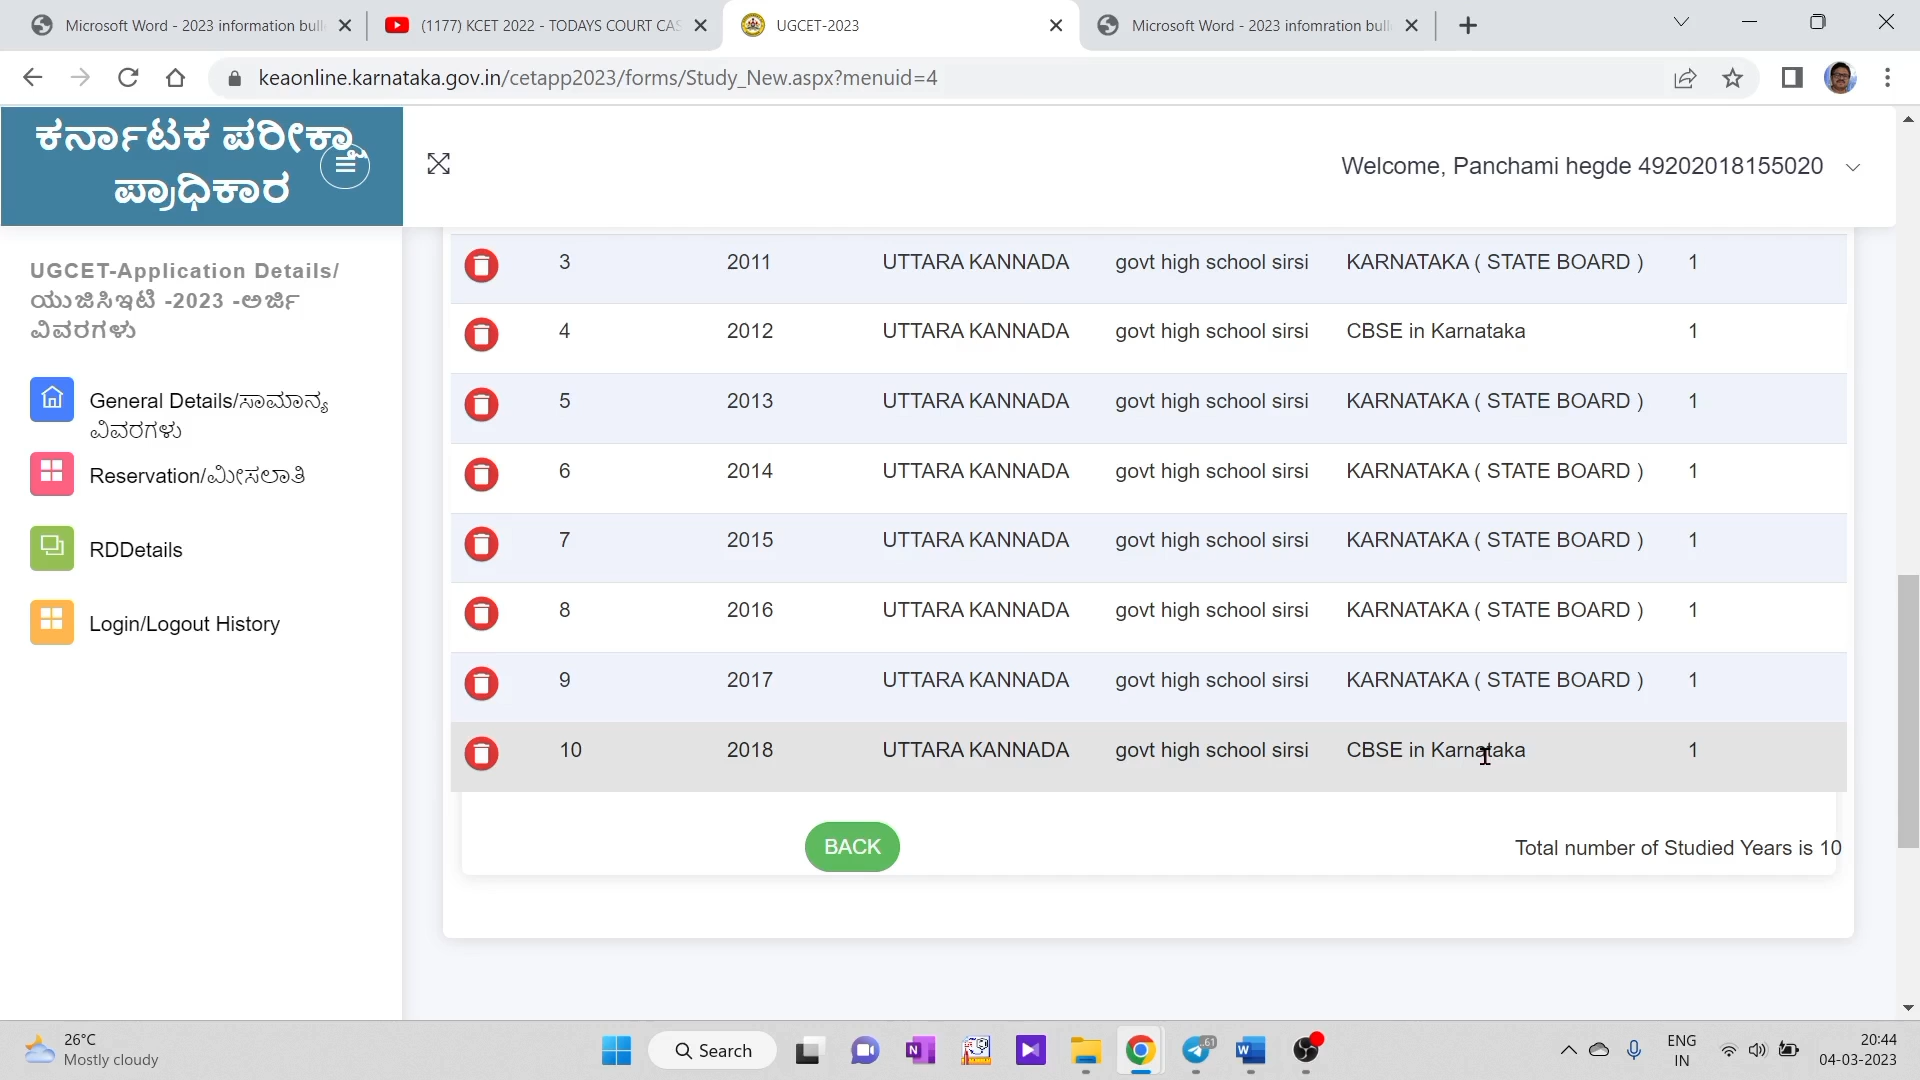 Microsoft Word - 2023 information bull
(1177) KCET 2022 - TODAYS COURT CAS
UGCET-2023
Microsoft Word - 2023 infomration bull
keaonline.karnataka.gov.in/cetapp2023/forms/Study_New.aspx?menuid=4
ಕರ್ನಾಟಕ ಪರೀಕ್ಷಾ
ಪ್ರಾಧಿಕಾರ
Welcome, Panchami hegde 49202018155020
UGCET-Application Details/
ಯುಜಿಸಿಇಟಿ -2023 -ಅರ್ಜಿ
ವಿವರಗಳು
General Details/ಸಾಮಾನ್ಯ
ವಿವರಗಳು
Reservation/ಮೀಸಲಾತಿ
RDDetails
Login/Logout History
3 2011 UTTARA KANNADA govt high school sirsi KARNATAKA ( STATE BOARD ) 1
4 2012 UTTARA KANNADA govt high school sirsi CBSE in Karnataka 1
5 2013 UTTARA KANNADA govt high school sirsi KARNATAKA ( STATE BOARD ) 1
6 2014 UTTARA KANNADA govt high school sirsi KARNATAKA ( STATE BOARD ) 1
7 2015 UTTARA KANNADA govt high school sirsi KARNATAKA ( STATE BOARD ) 1
8 2016 UTTARA KANNADA govt high school sirsi KARNATAKA ( STATE BOARD ) 1
9 2017 UTTARA KANNADA govt high school sirsi KARNATAKA ( STATE BOARD ) 1
10 2018 UTTARA KANNADA govt high school sirsi CBSE in Karnataka 1
BACK
Total number of Studied Years is 10
26°C
Mostly cloudy
Search
61
ENG
IN
20:44
04-03-2023